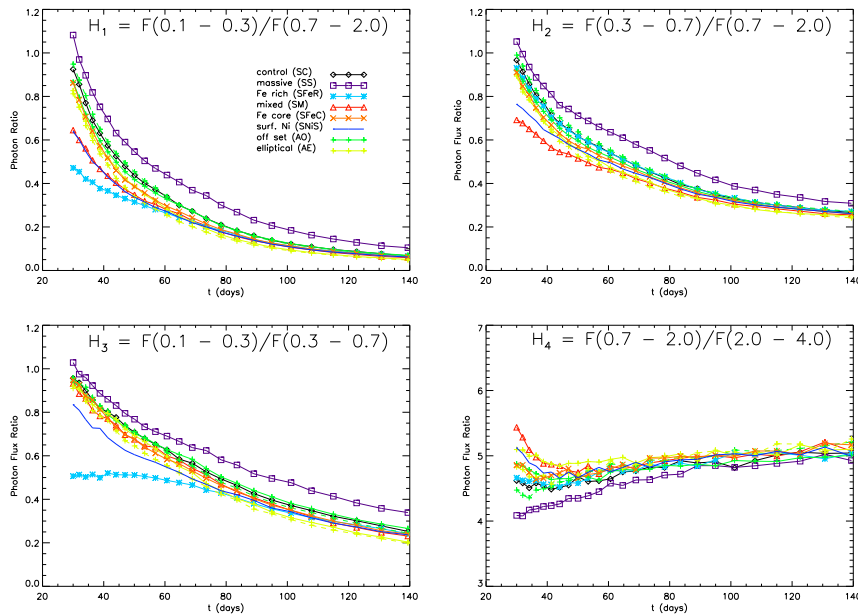 H1 = F(0.1 - 0.3)/F(0.7 - 2.0)
Photon Ratio
1.2
1.0
0.8
0.6
0.4
0.2
0.0
control (SC)
massive (SS)
Fe rich (SFeR)
mixed (SM)
Fe core (SFeC)
surf. Ni (SNiS)
off set (AO)
elliptical (AE)
20 40 60 80 100 120 140
t (days)
H2 = F(0.3 - 0.7)/F(0.7 - 2.0)
Photon Flux Ratio
1.2
1.0
0.8
0.6
0.4
0.2
0.0
20 40 60 80 100 120 140
t (days)
H3 = F(0.1 - 0.3)/F(0.3 - 0.7)
Photon Flux Ratio
1.2
1.0
0.8
0.6
0.4
0.2
0.0
20 40 60 80 100 120 140
t (days)
H4 = F(0.7 - 2.0)/F(2.0 - 4.0)
Photon Flux Ratio
7
6
5
4
3
20 40 60 80 100 120 140
t (days)